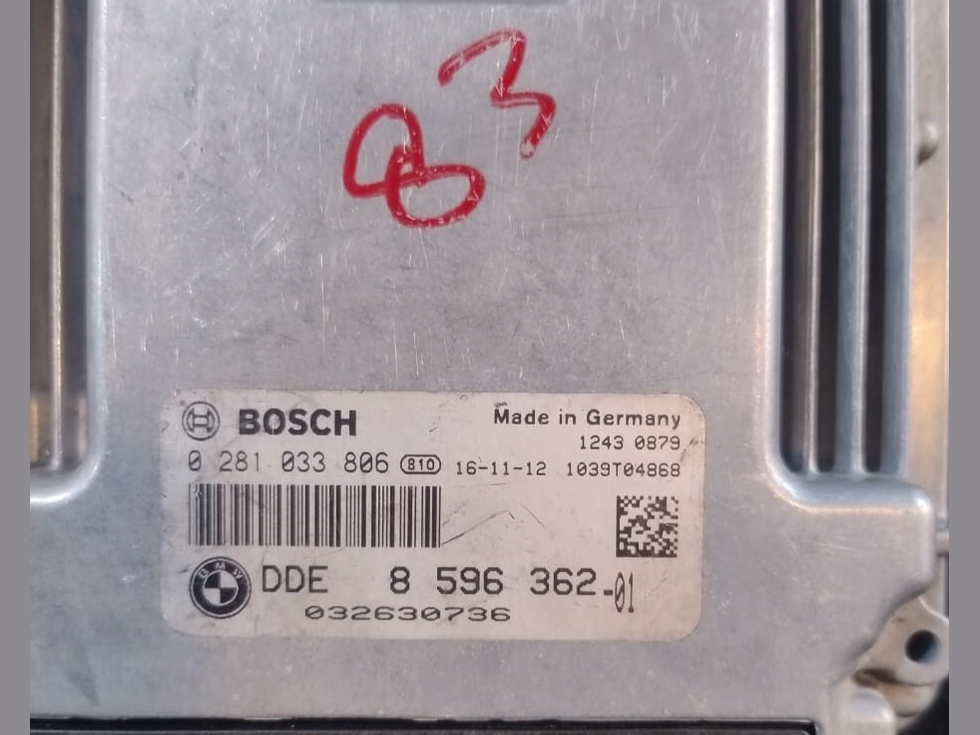 83
BOSCH Made in Germany
1243 0879
0 281 033 806 810 16-11-12 1039T04868
BMW DDE 8 596 362-01
032630736